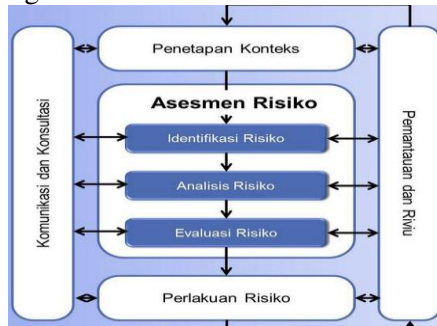 Penetapan Konteks
Asesmen Risiko
Identifikasi Risiko
Analisis Risiko
Evaluasi Risiko
Perlakuan Risiko
Komunikasi dan Konsultasi
Pemantauan dan Riviu